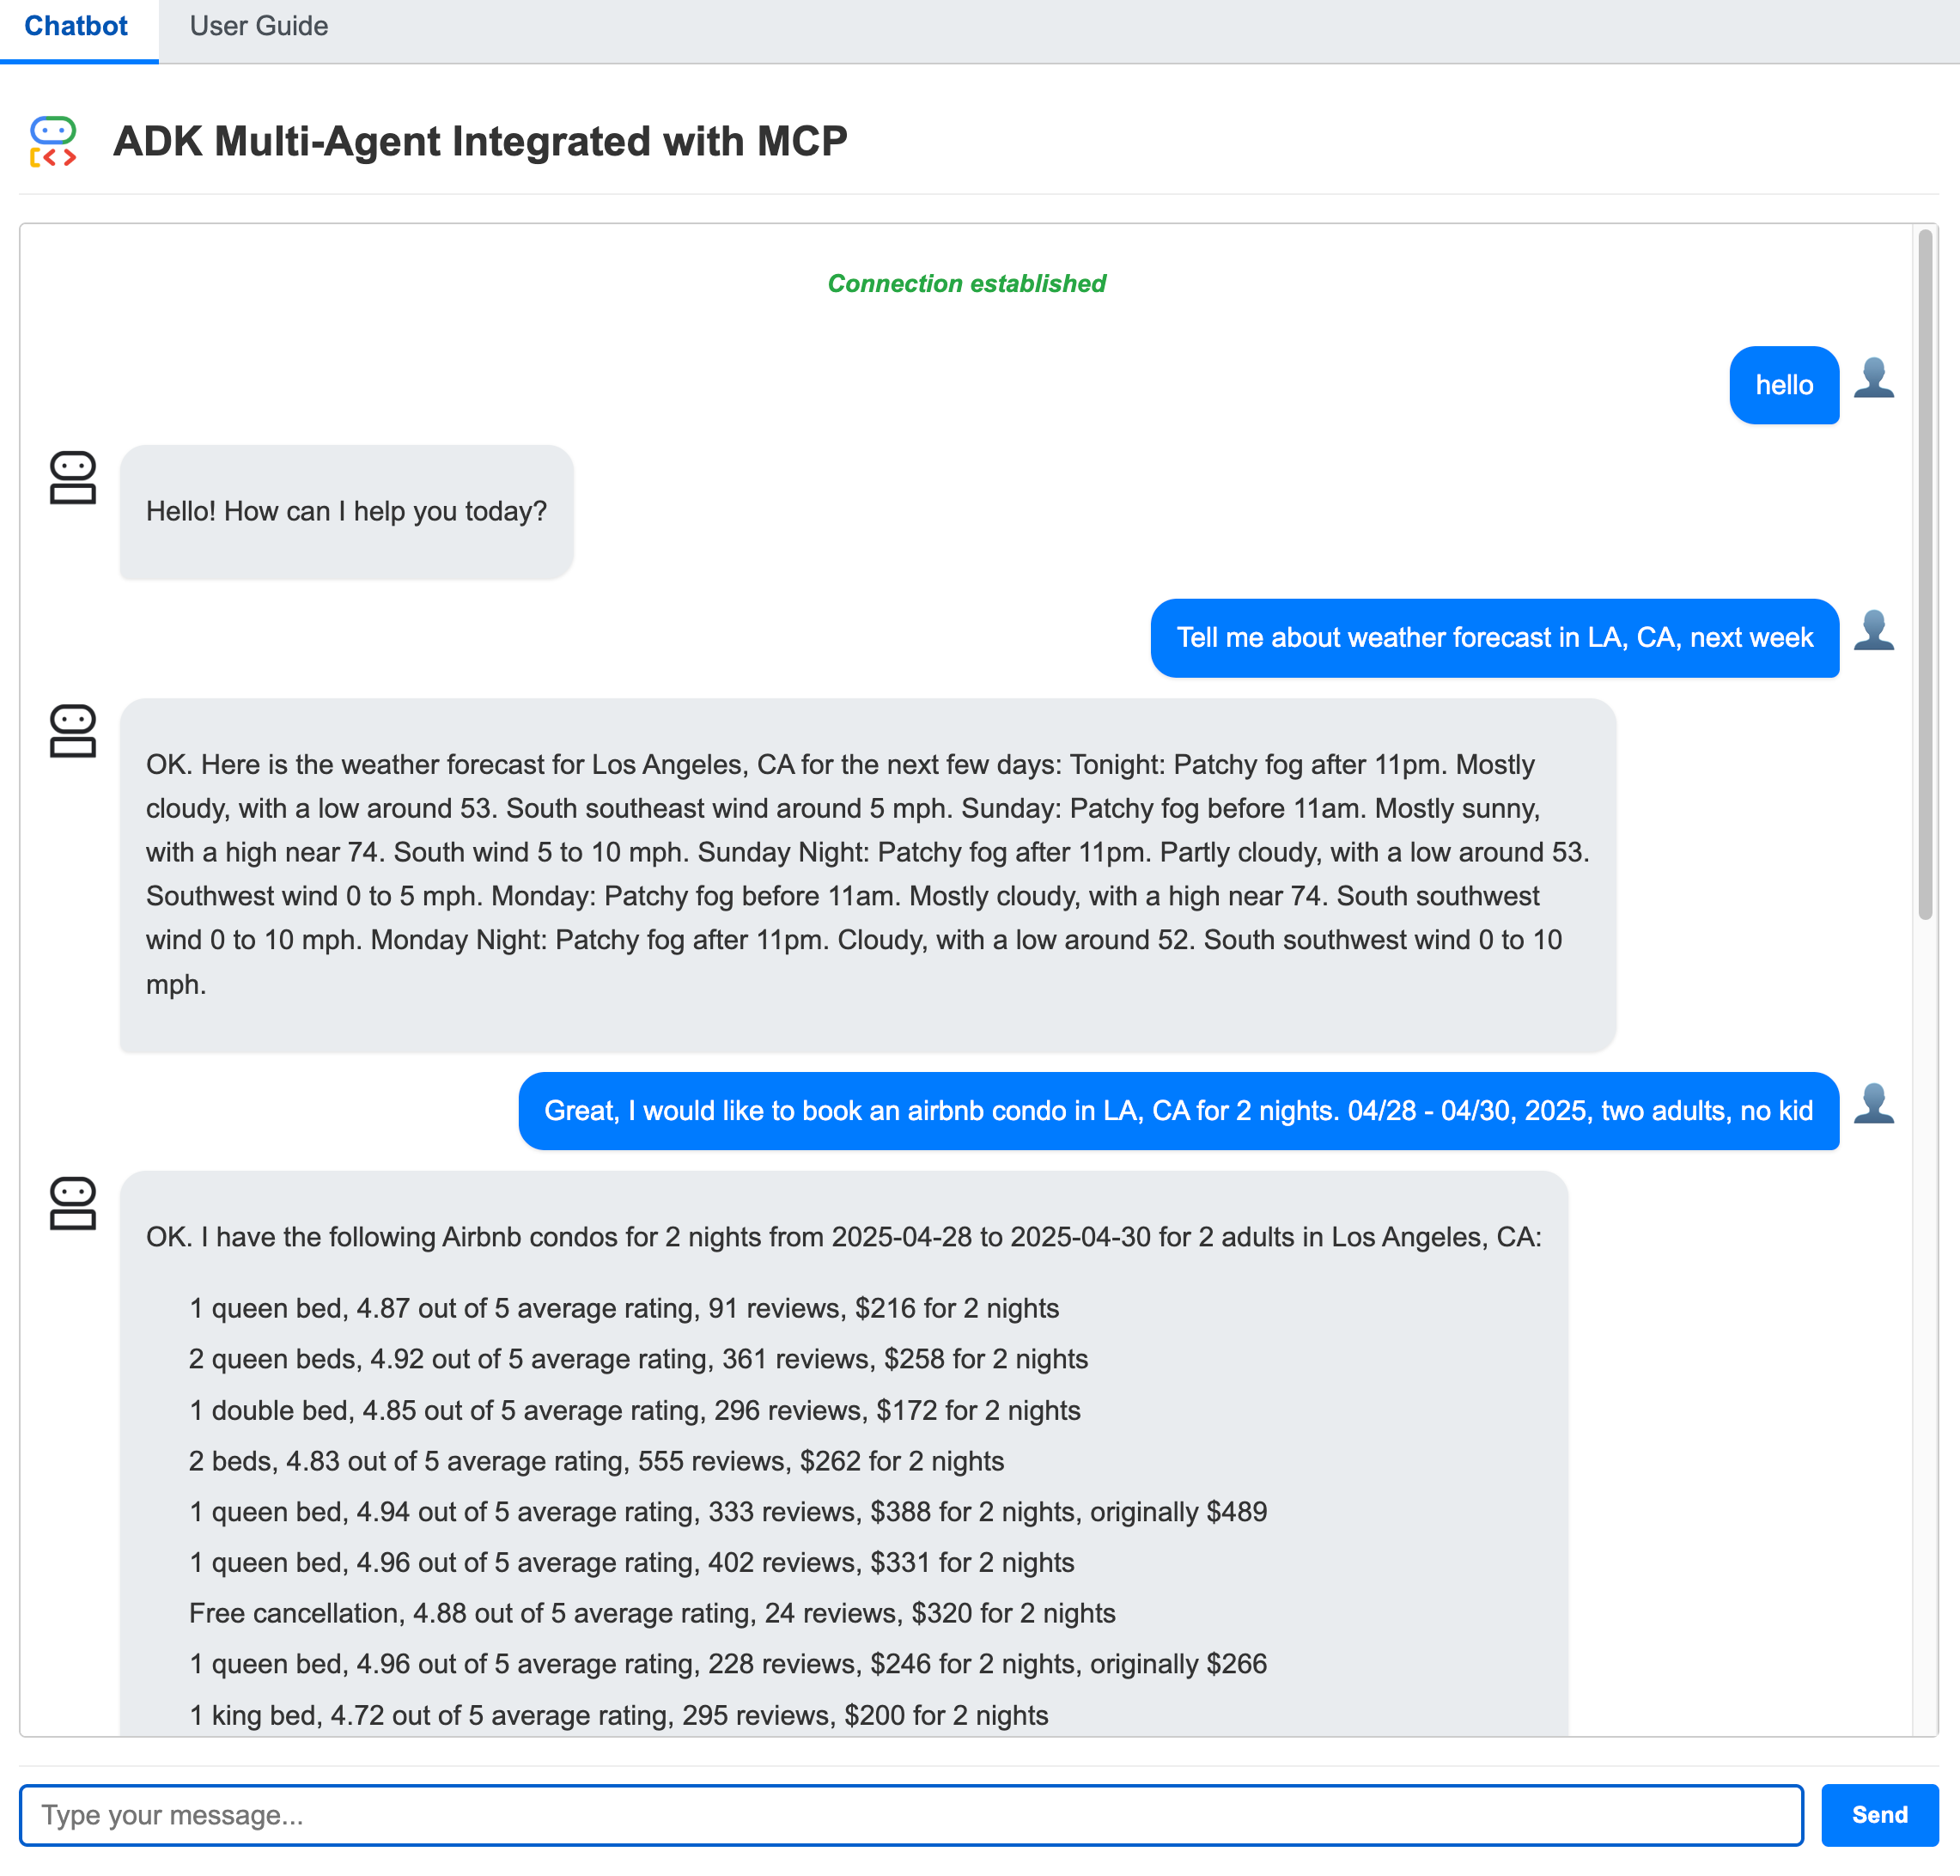 Chatbot User Guide
ADK Multi-Agent Integrated with MCP
Connection established
hello
Hello! How can I help you today?
Tell me about weather forecast in LA, CA, next week
OK. Here is the weather forecast for Los Angeles, CA for the next few days: Tonight: Patchy fog after 11pm. Mostly
cloudy, with a low around 53. South southeast wind around 5 mph. Sunday: Patchy fog before 11am. Mostly sunny,
with a high near 74. South wind 5 to 10 mph. Sunday Night: Patchy fog after 11pm. Partly cloudy, with a low around 53.
Southwest wind 0 to 5 mph. Monday: Patchy fog before 11am. Mostly cloudy, with a high near 74. South southwest
wind 0 to 10 mph. Monday Night: Patchy fog after 11pm. Cloudy, with a low around 52. South southwest wind 0 to 10
mph.
Great, I would like to book an airbnb condo in LA, CA for 2 nights. 04/28 - 04/30, 2025, two adults, no kid
OK. I have the following Airbnb condos for 2 nights from 2025-04-28 to 2025-04-30 for 2 adults in Los Angeles, CA:
1 queen bed, 4.87 out of 5 average rating, 91 reviews, $216 for 2 nights
2 queen beds, 4.92 out of 5 average rating, 361 reviews, $258 for 2 nights
1 double bed, 4.85 out of 5 average rating, 296 reviews, $172 for 2 nights
2 beds, 4.83 out of 5 average rating, 555 reviews, $262 for 2 nights
1 queen bed, 4.94 out of 5 average rating, 333 reviews, $388 for 2 nights, originally $489
1 queen bed, 4.96 out of 5 average rating, 402 reviews, $331 for 2 nights
Free cancellation, 4.88 out of 5 average rating, 24 reviews, $320 for 2 nights
1 queen bed, 4.96 out of 5 average rating, 228 reviews, $246 for 2 nights, originally $266
1 king bed, 4.72 out of 5 average rating, 295 reviews, $200 for 2 nights
Type your message...
Send